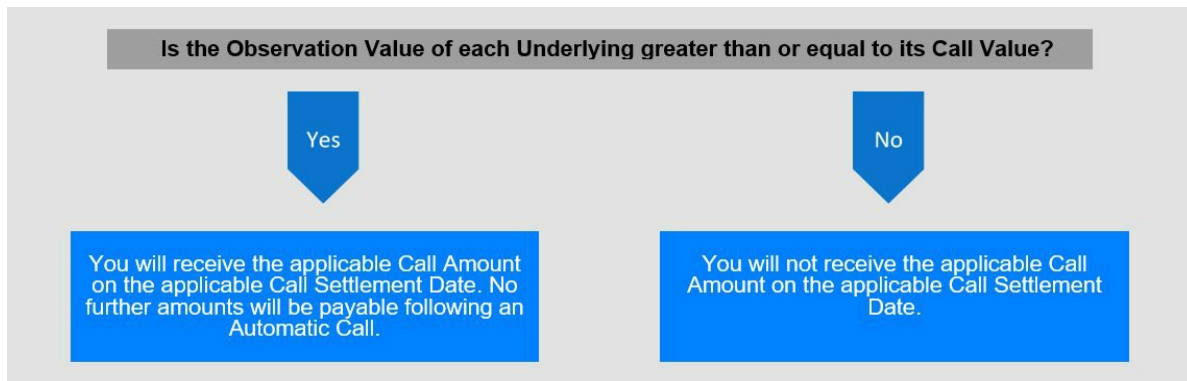 Is the Observation Value of each Underlying greater than or equal to its Call Value?
Yes
No
You will receive the applicable Call Amount
on the applicable Call Settlement Date. No
further amounts will be payable following an
Automatic Call.
You will not receive the applicable Call
Amount on the applicable Call Settlement
Date.